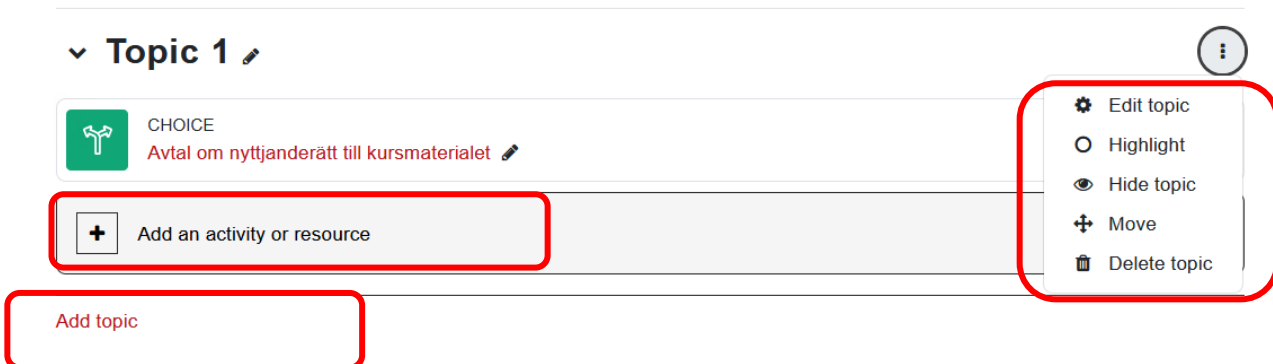 Topic 1
CHOICE
Avtal om nyttjanderätt till kursmaterialet
Add an activity or resource
Add topic
Edit topic
Highlight
Hide topic
Move
Delete topic